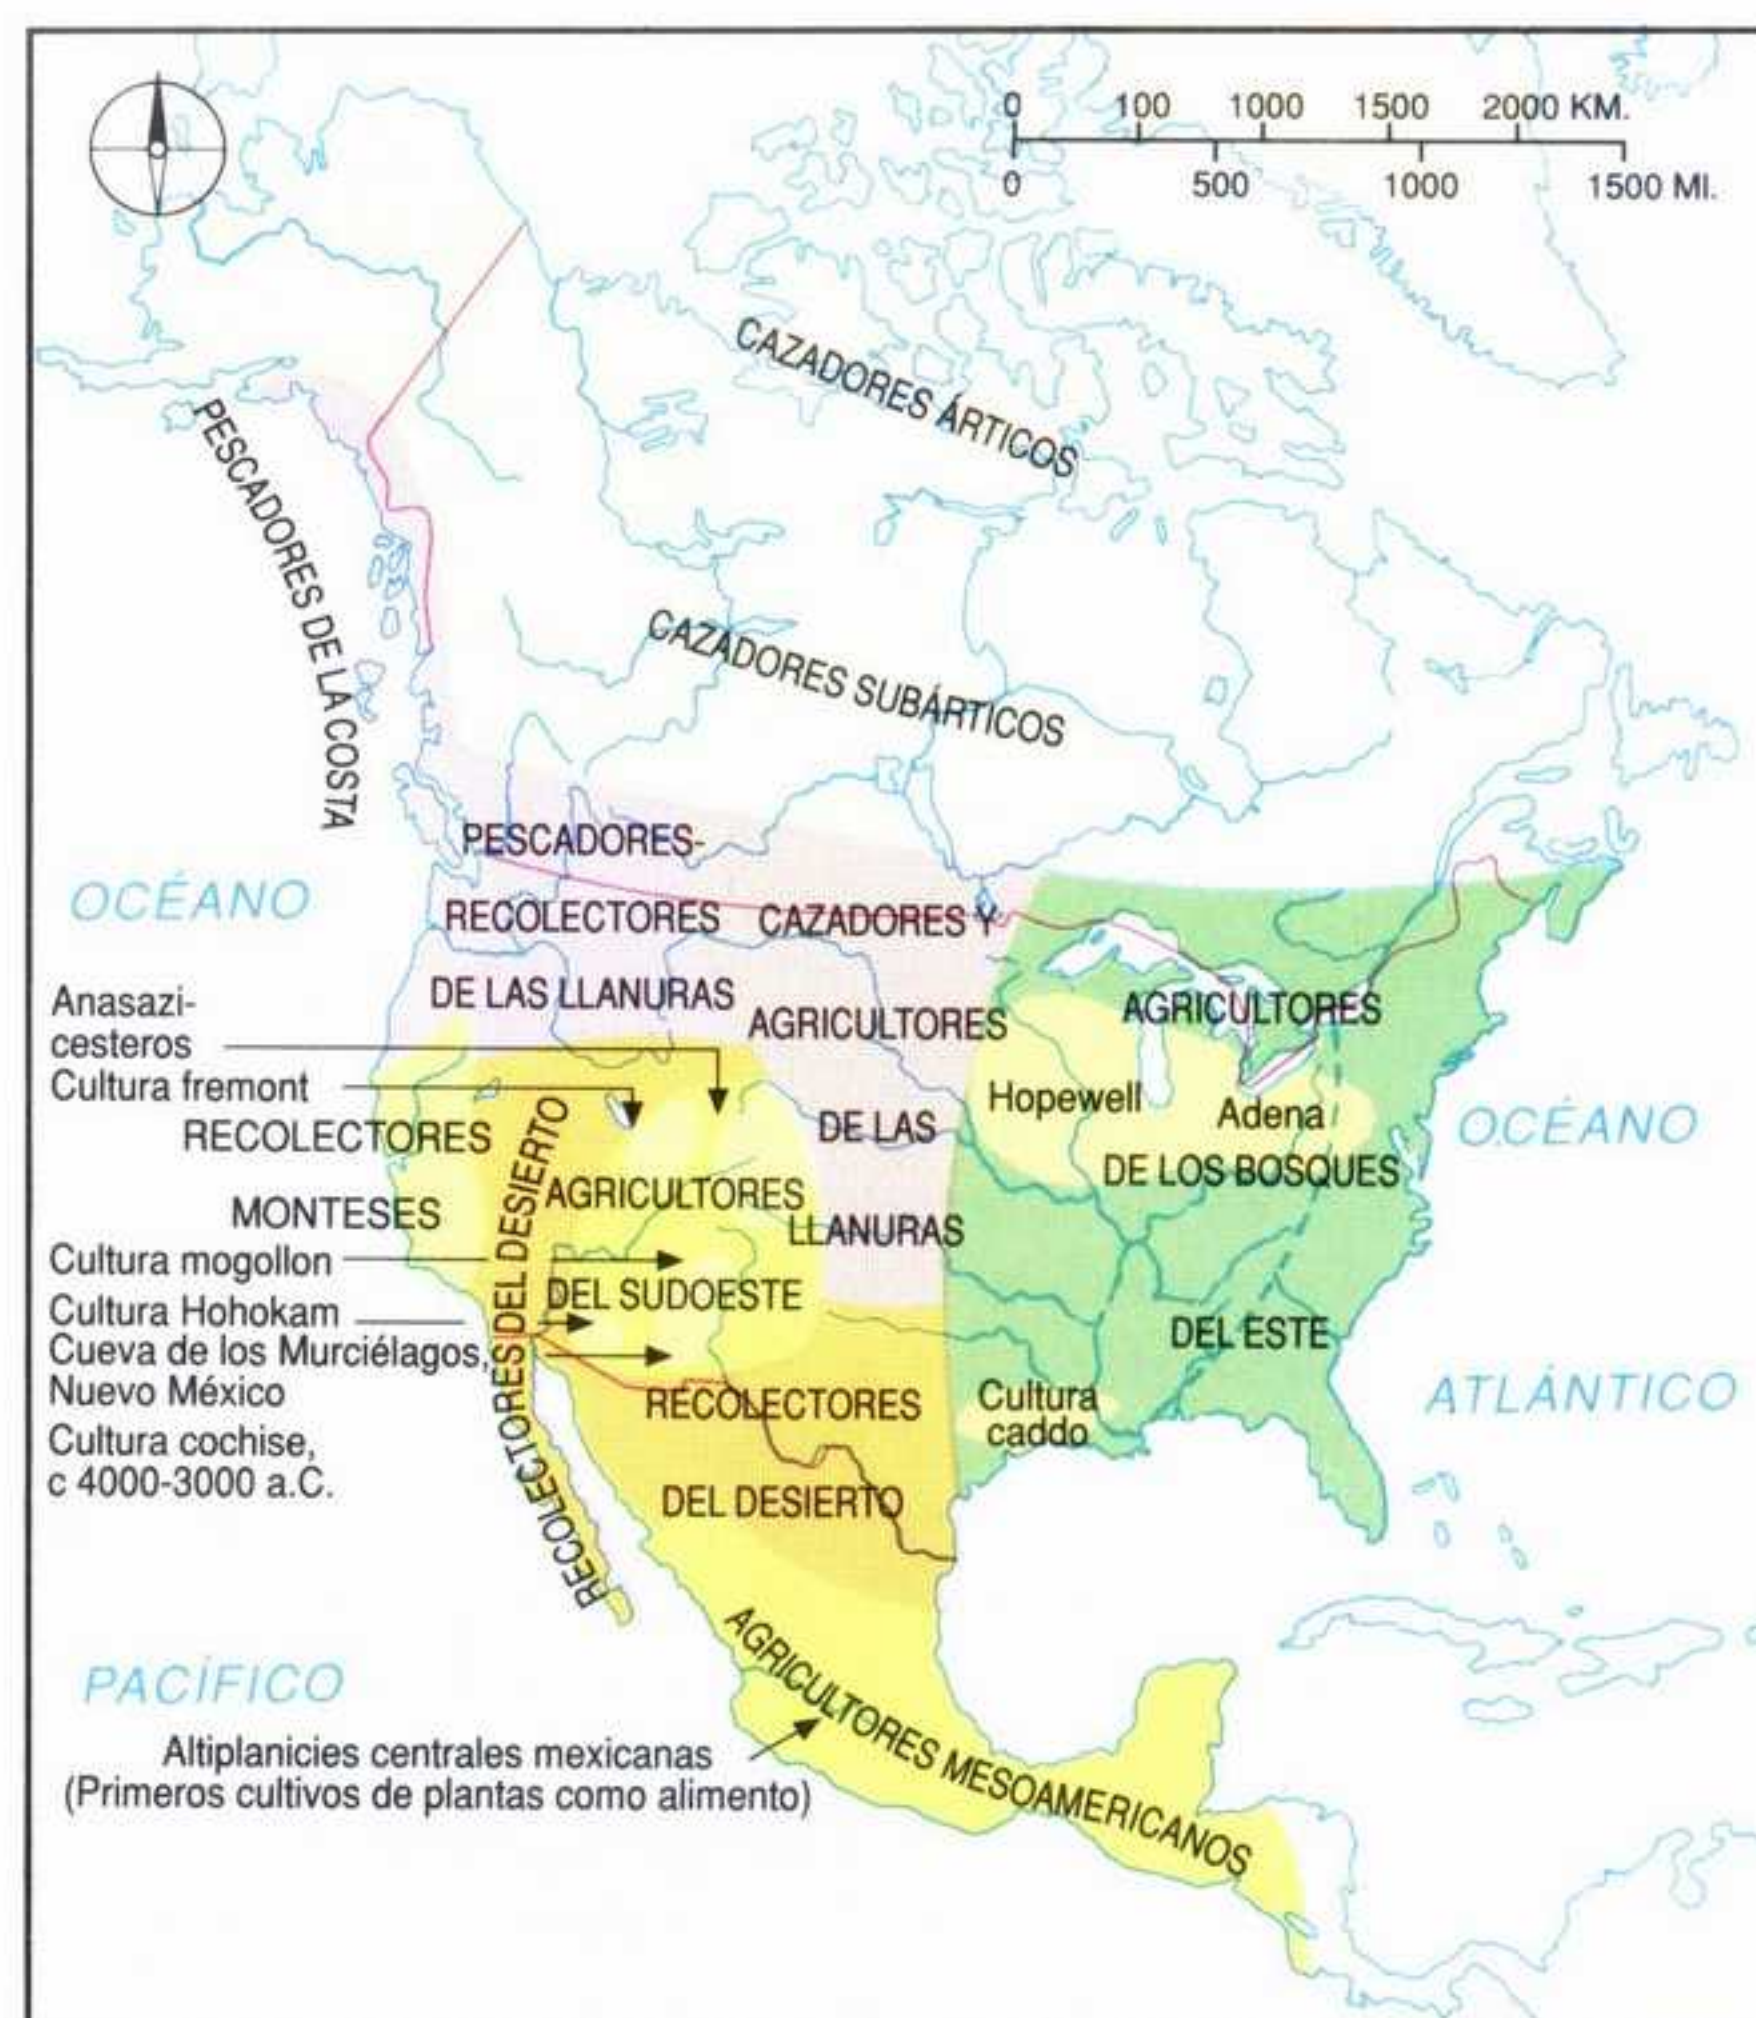 0 100 1000 1500 2000 KM.
0 500 1000 1500 MI.
CAZADORES ÁRTICOS
PESCADORES DE LA COSTA
CAZADORES SUBÁRTICOS
PESCADORES-
RECOLECTORES
DE LAS LLANURAS
CAZADORES Y
AGRICULTORES
DE LAS
LLANURAS
OCÉANO
PACÍFICO
Anasazi-
cesteros
Cultura fremont
RECOLECTORES
MONTESES
Cultura mogollon
Cultura Hohokam
Cueva de los Murciélagos,
Nuevo México
Cultura cochise,
c 4000-3000 a.C.
RECOLECTORES DEL DESIERTO
AGRICULTORES
DEL SUDOESTE
RECOLECTORES
DEL DESIERTO
AGRICULTORES
DE LOS BOSQUES
DEL ESTE
Hopewell
Adena
Cultura
caddo
OCÉANO
ATLÁNTICO
AGRICULTORES MESOAMERICANOS
Altiplanicies centrales mexicanas
(Primeros cultivos de plantas como alimento)